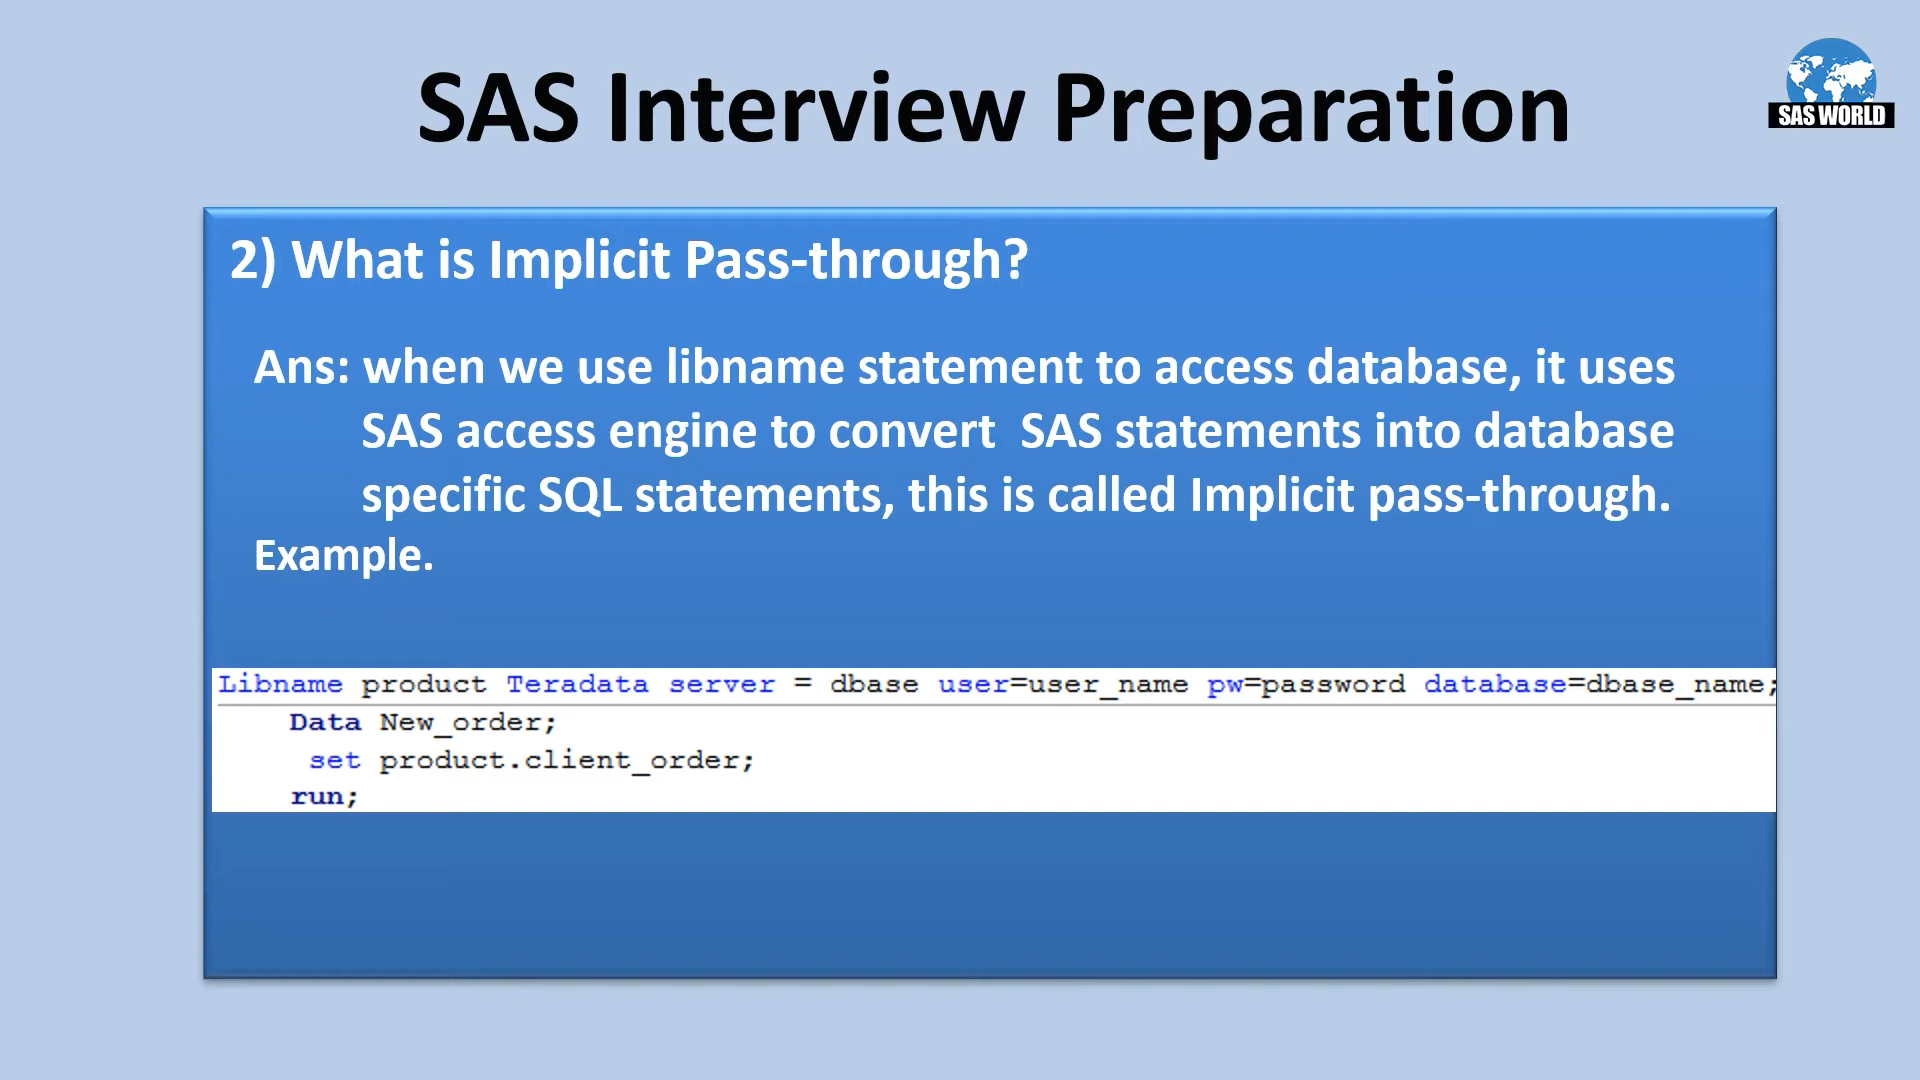 SAS Interview Preparation
SAS WORLD
2) What is Implicit Pass-through?
Ans: when we use libname statement to access database, it uses
SAS access engine to convert  SAS statements into database
specific SQL statements, this is called Implicit pass-through.
Example.
Libname product Teradata server = dbase user=user_name pw=password database=dbase_name;
Data New_order;
set product.client_order;
run;